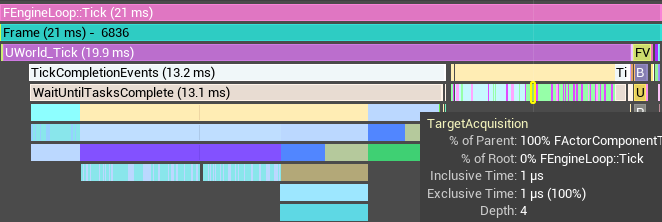 FEngineLoop::Tick (21 ms)
Frame (21 ms) - 6836
UWorld_Tick (19.9 ms)
FV
TickCompletionEvents (13.2 ms)
Ti
B
WaitUntilTasksComplete (13.1 ms)
U
TargetAcquisition
% of Parent: 100% FActorComponentT
% of Root: 0% FEngineLoop::Tick
Inclusive Time: 1 µs
Exclusive Time: 1 µs (100%)
Depth: 4